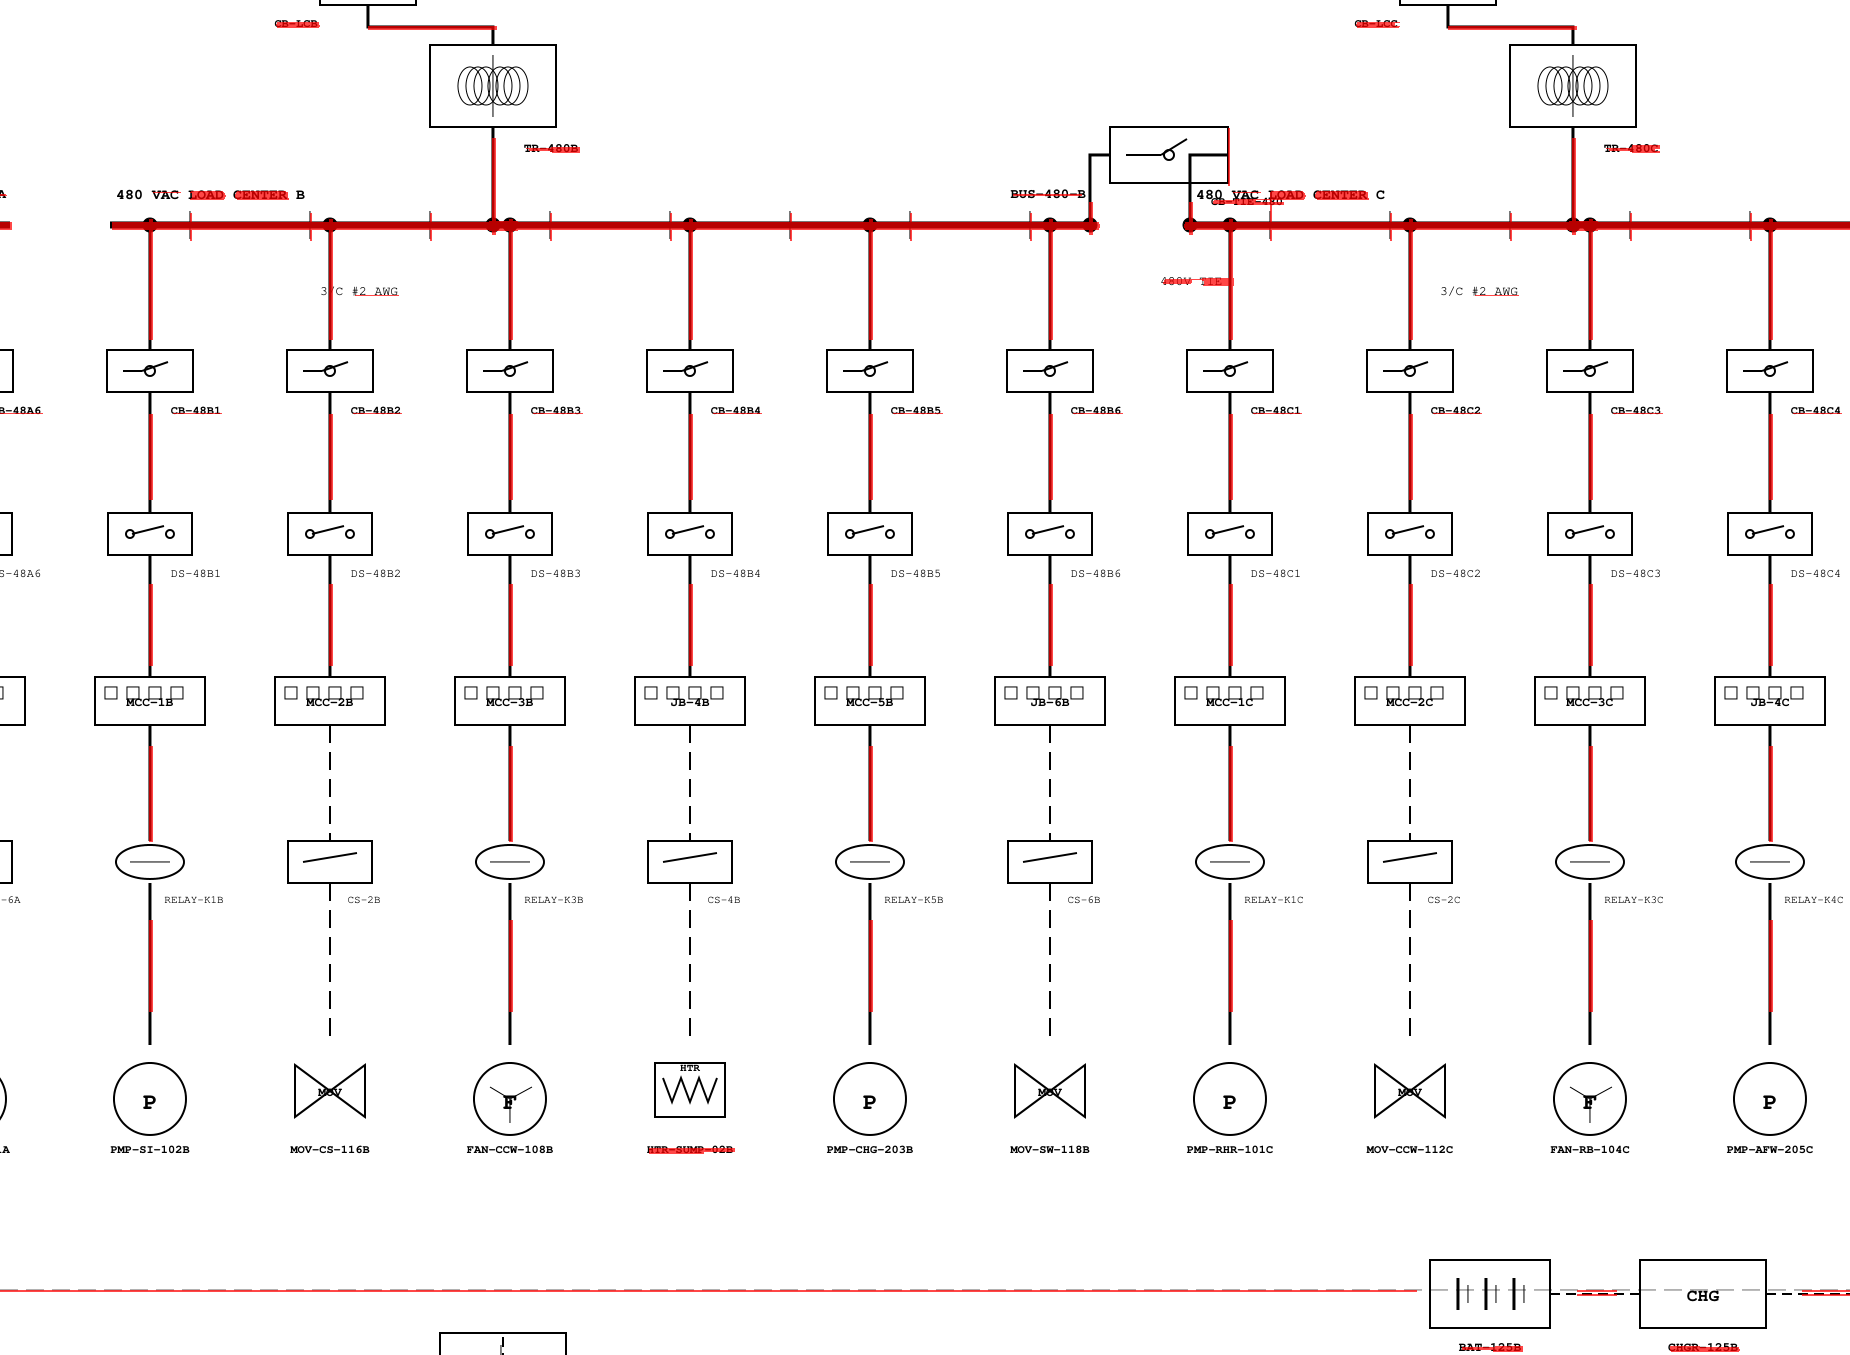 CB-LCB
CB-LCC
TR-480B
TR-480C
A
480 VAC LOAD CENTER B
BUS-480-B
480 VAC LOAD CENTER C
CB-TIE-480
480V TIE
3/C #2 AWG
3/C #2 AWG
B-48A6
CB-48B1
CB-48B2
CB-48B3
CB-48B4
CB-48B5
CB-48B6
CB-48C1
CB-48C2
CB-48C3
CB-48C4
S-48A6
DS-48B1
DS-48B2
DS-48B3
DS-48B4
DS-48B5
DS-48B6
DS-48C1
DS-48C2
DS-48C3
DS-48C4
MCC-1B
MCC-2B
MCC-3B
JB-4B
MCC-5B
JB-6B
MCC-1C
MCC-2C
MCC-3C
JB-4C
-6A
RELAY-K1B
CS-2B
RELAY-K3B
CS-4B
RELAY-K5B
CS-6B
RELAY-K1C
CS-2C
RELAY-K3C
RELAY-K4C
P
MOV
F
HTR
P
MOV
P
MOV
F
P
1A
PMP-SI-102B
MOV-CS-116B
FAN-CCW-108B
HTR-SUMP-02B
PMP-CHG-203B
MOV-SW-118B
PMP-RHR-101C
MOV-CCW-112C
FAN-RB-104C
PMP-AFW-205C
CHG
BAT-125B
CHGR-125B